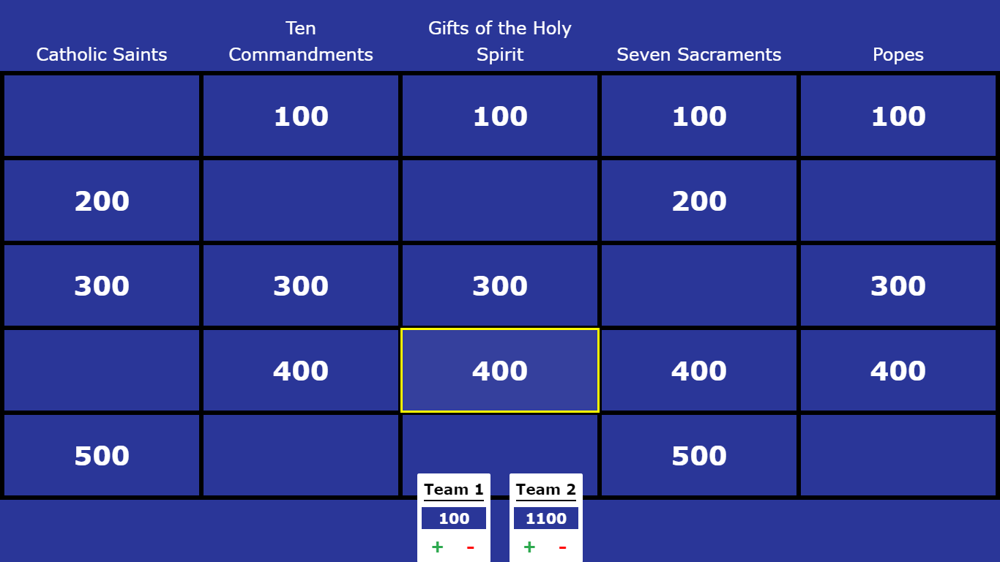 Catholic Saints
Ten
Commandments
Gifts of the Holy
Spirit
Seven Sacraments
Popes
100
100
100
100
200
200
300
300
300
300
400
400
400
400
500
500
Team 1
100
+ -
Team 2
1100
+ -